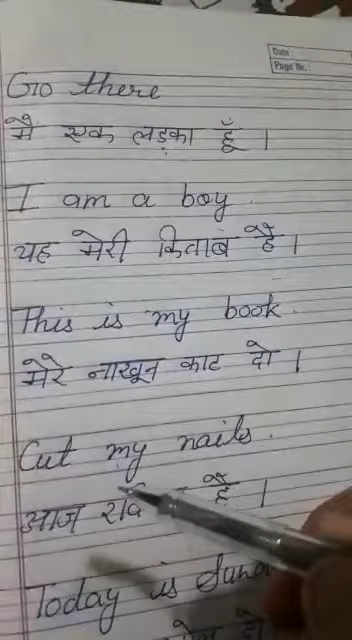 Date :
Page No. :
Go there
मैं एक लड़का हूँ ।
I am a boy.
यह मेरी किताब है ।
This is my book.
मेरे नाखून काट दो ।
Cut my nails.
आज है ।
Today is